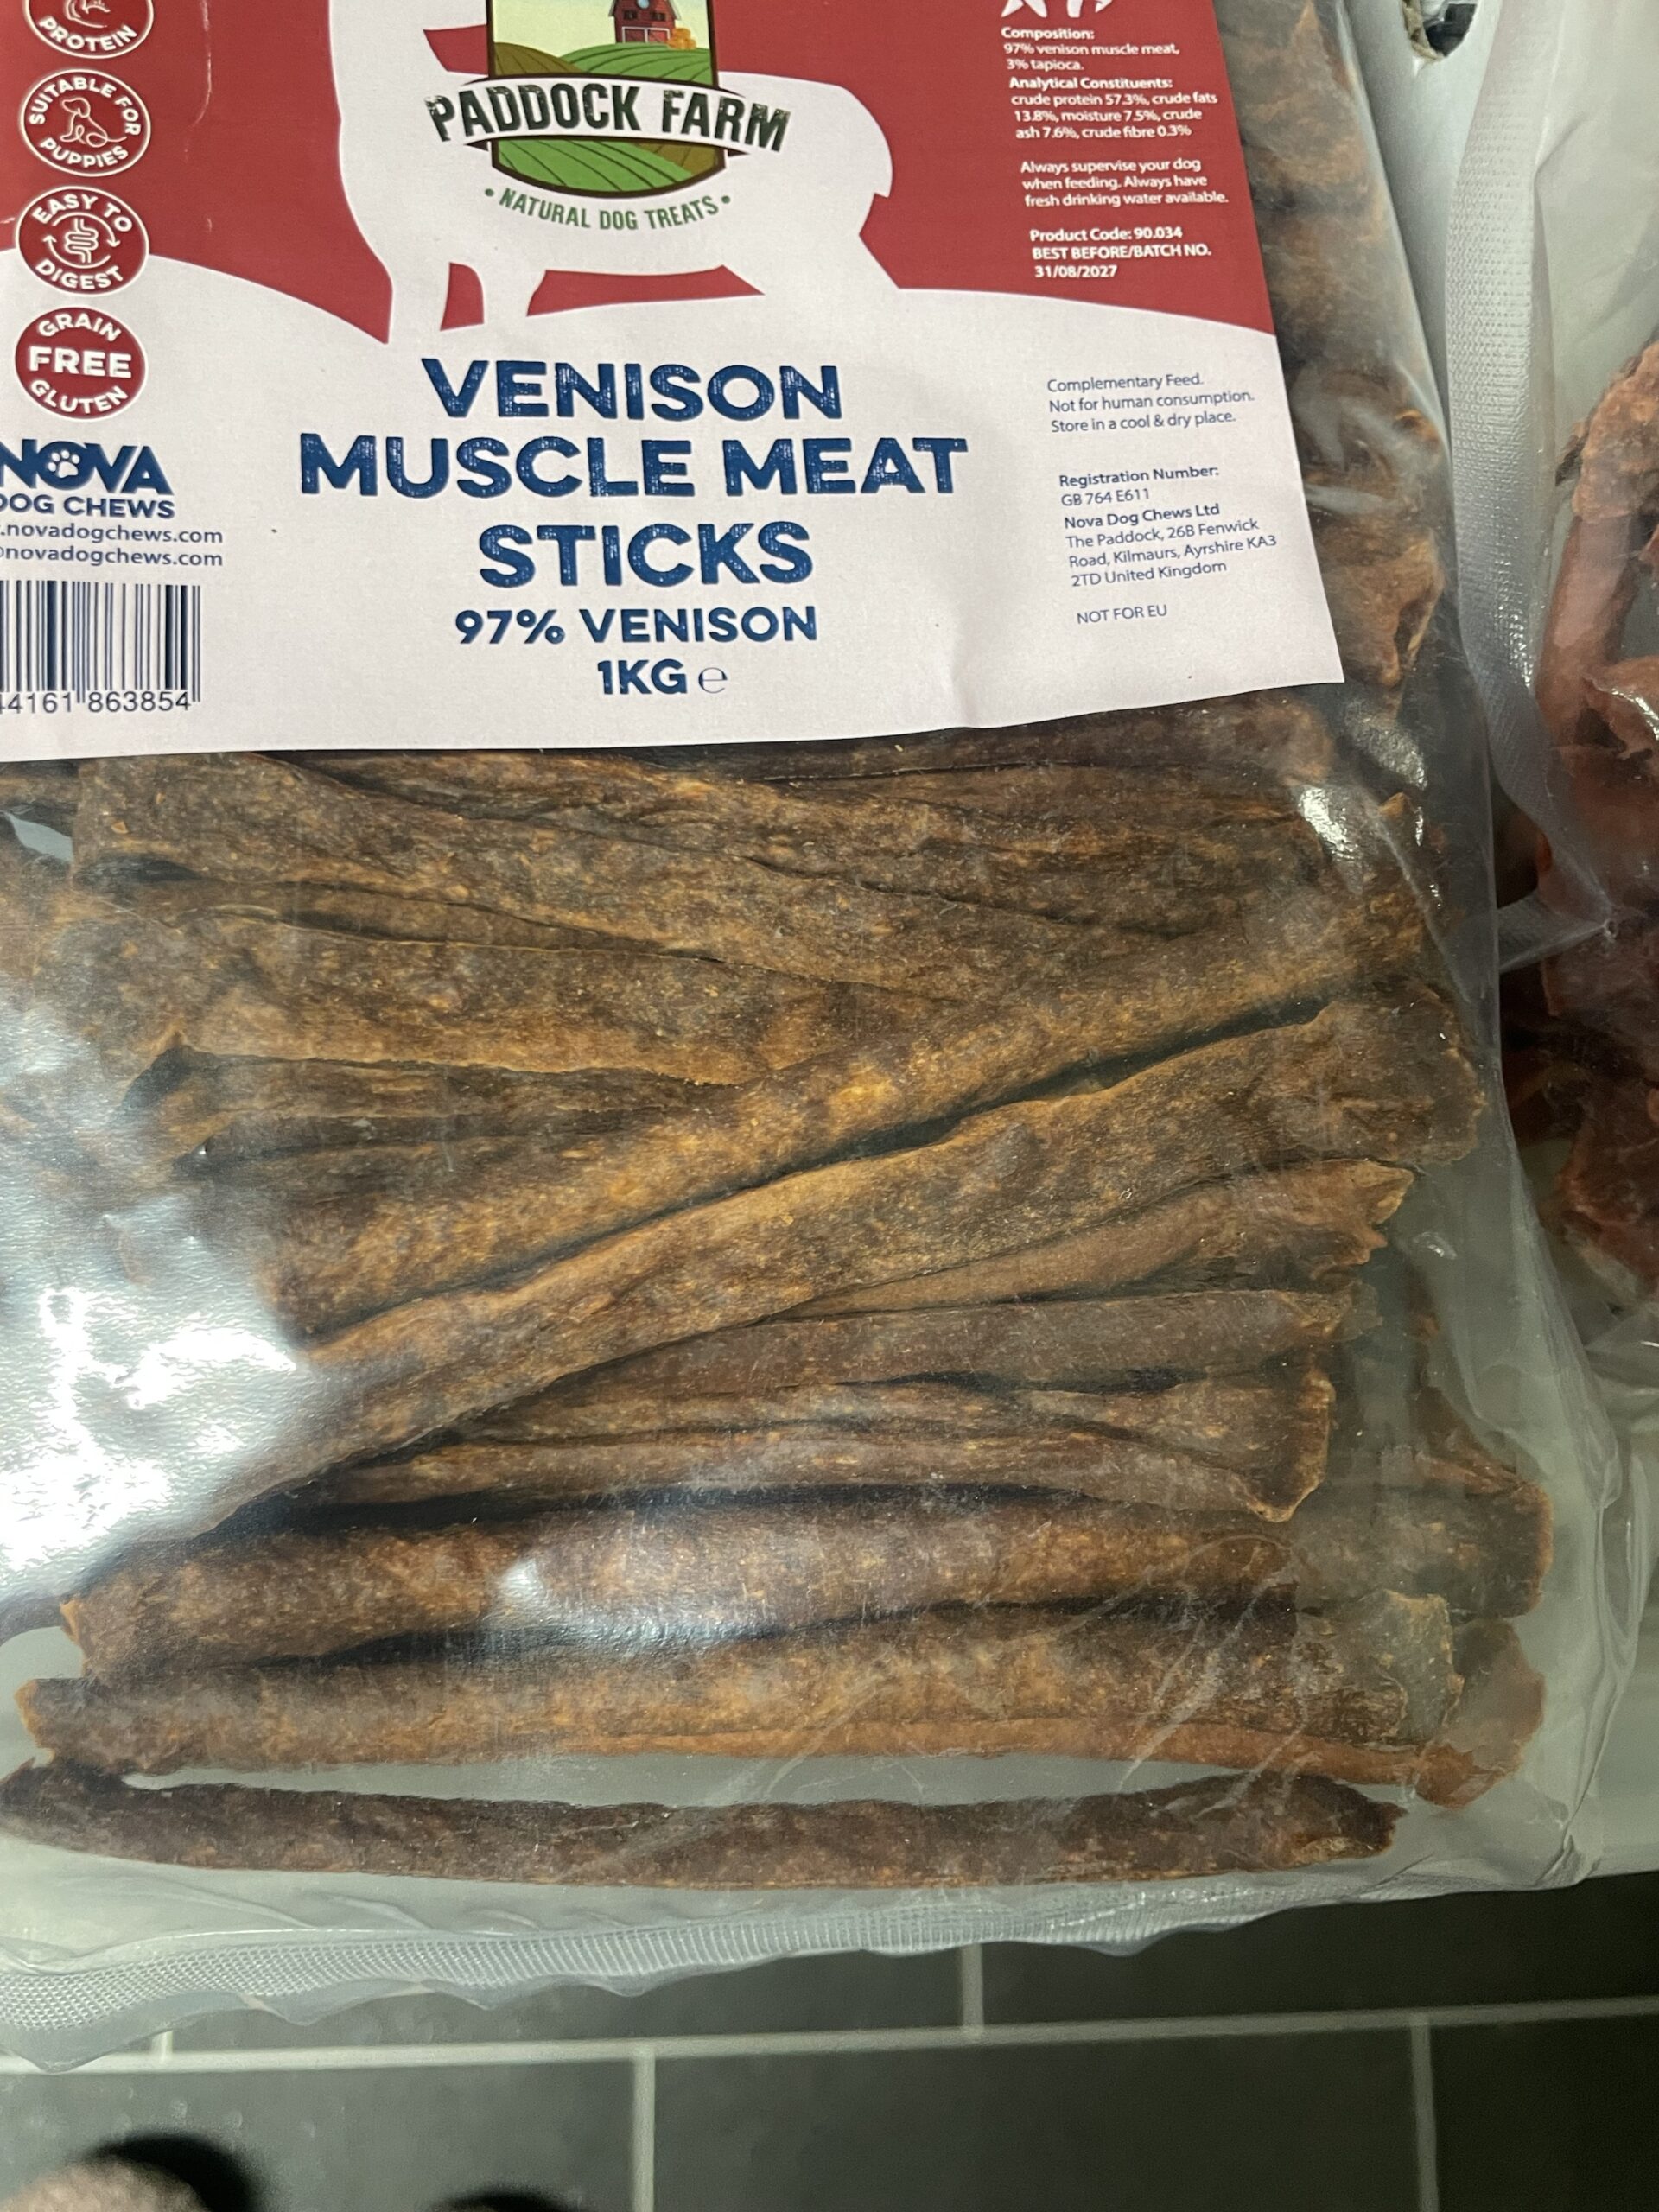 PROTEIN
SUITABLE FOR
PUPPIES
EASY TO
DIGEST
GRAIN
FREE
GLUTEN
NOVA
DOG CHEWS
.novadogchews.com
novadogchews.com
44161 863854
PADDOCK FARM
• NATURAL DOG TREATS •
VENISON
MUSCLE MEAT
STICKS
97% VENISON
1KG ℮
Composition:
97% venison muscle meat,
3% tapioca.
Analytical Constituents:
crude protein 57.3%, crude fats
13.8%, moisture 7.5%, crude
ash 7.6%, crude fibre 0.3%
Always supervise your dog
when feeding. Always have
fresh drinking water available.
Product Code: 90.034
BEST BEFORE/BATCH NO.
31/08/2027
Complementary Feed.
Not for human consumption.
Store in a cool & dry place.
Registration Number:
GB 764 E611
Nova Dog Chews Ltd
The Paddock, 26B Fenwick
Road, Kilmaurs, Ayrshire KA3
2TD United Kingdom
NOT FOR EU